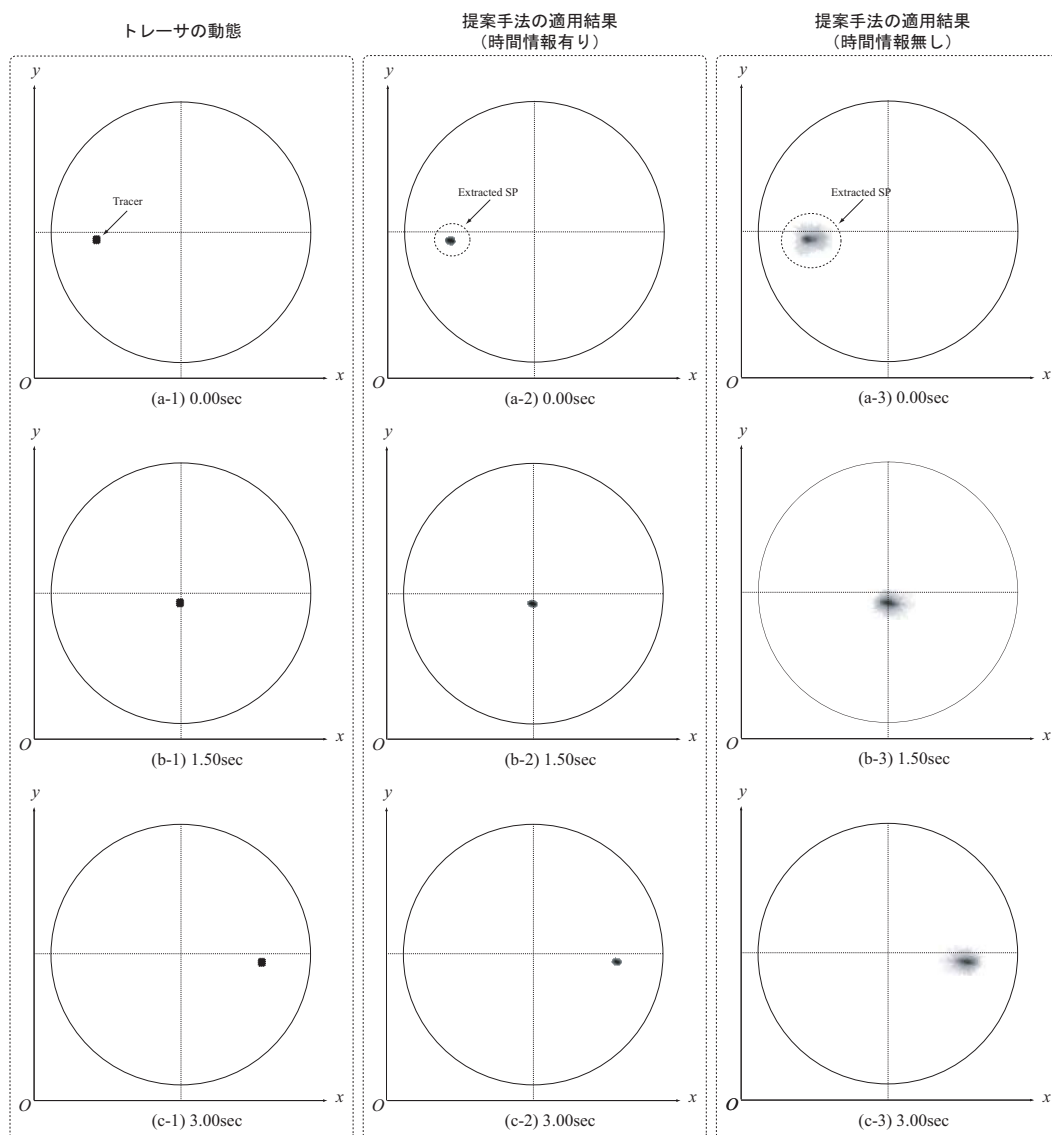 トレーサの動態
提案手法の適用結果
(時間情報有り)
提案手法の適用結果
(時間情報無し)
y
Tracer
O
x
(a-1) 0.00sec
y
Extracted SP
O
x
(a-2) 0.00sec
y
Extracted SP
O
x
(a-3) 0.00sec
y
O
x
(b-1) 1.50sec
y
O
x
(b-2) 1.50sec
y
O
x
(b-3) 1.50sec
y
O
x
(c-1) 3.00sec
y
O
x
(c-2) 3.00sec
y
O
x
(c-3) 3.00sec